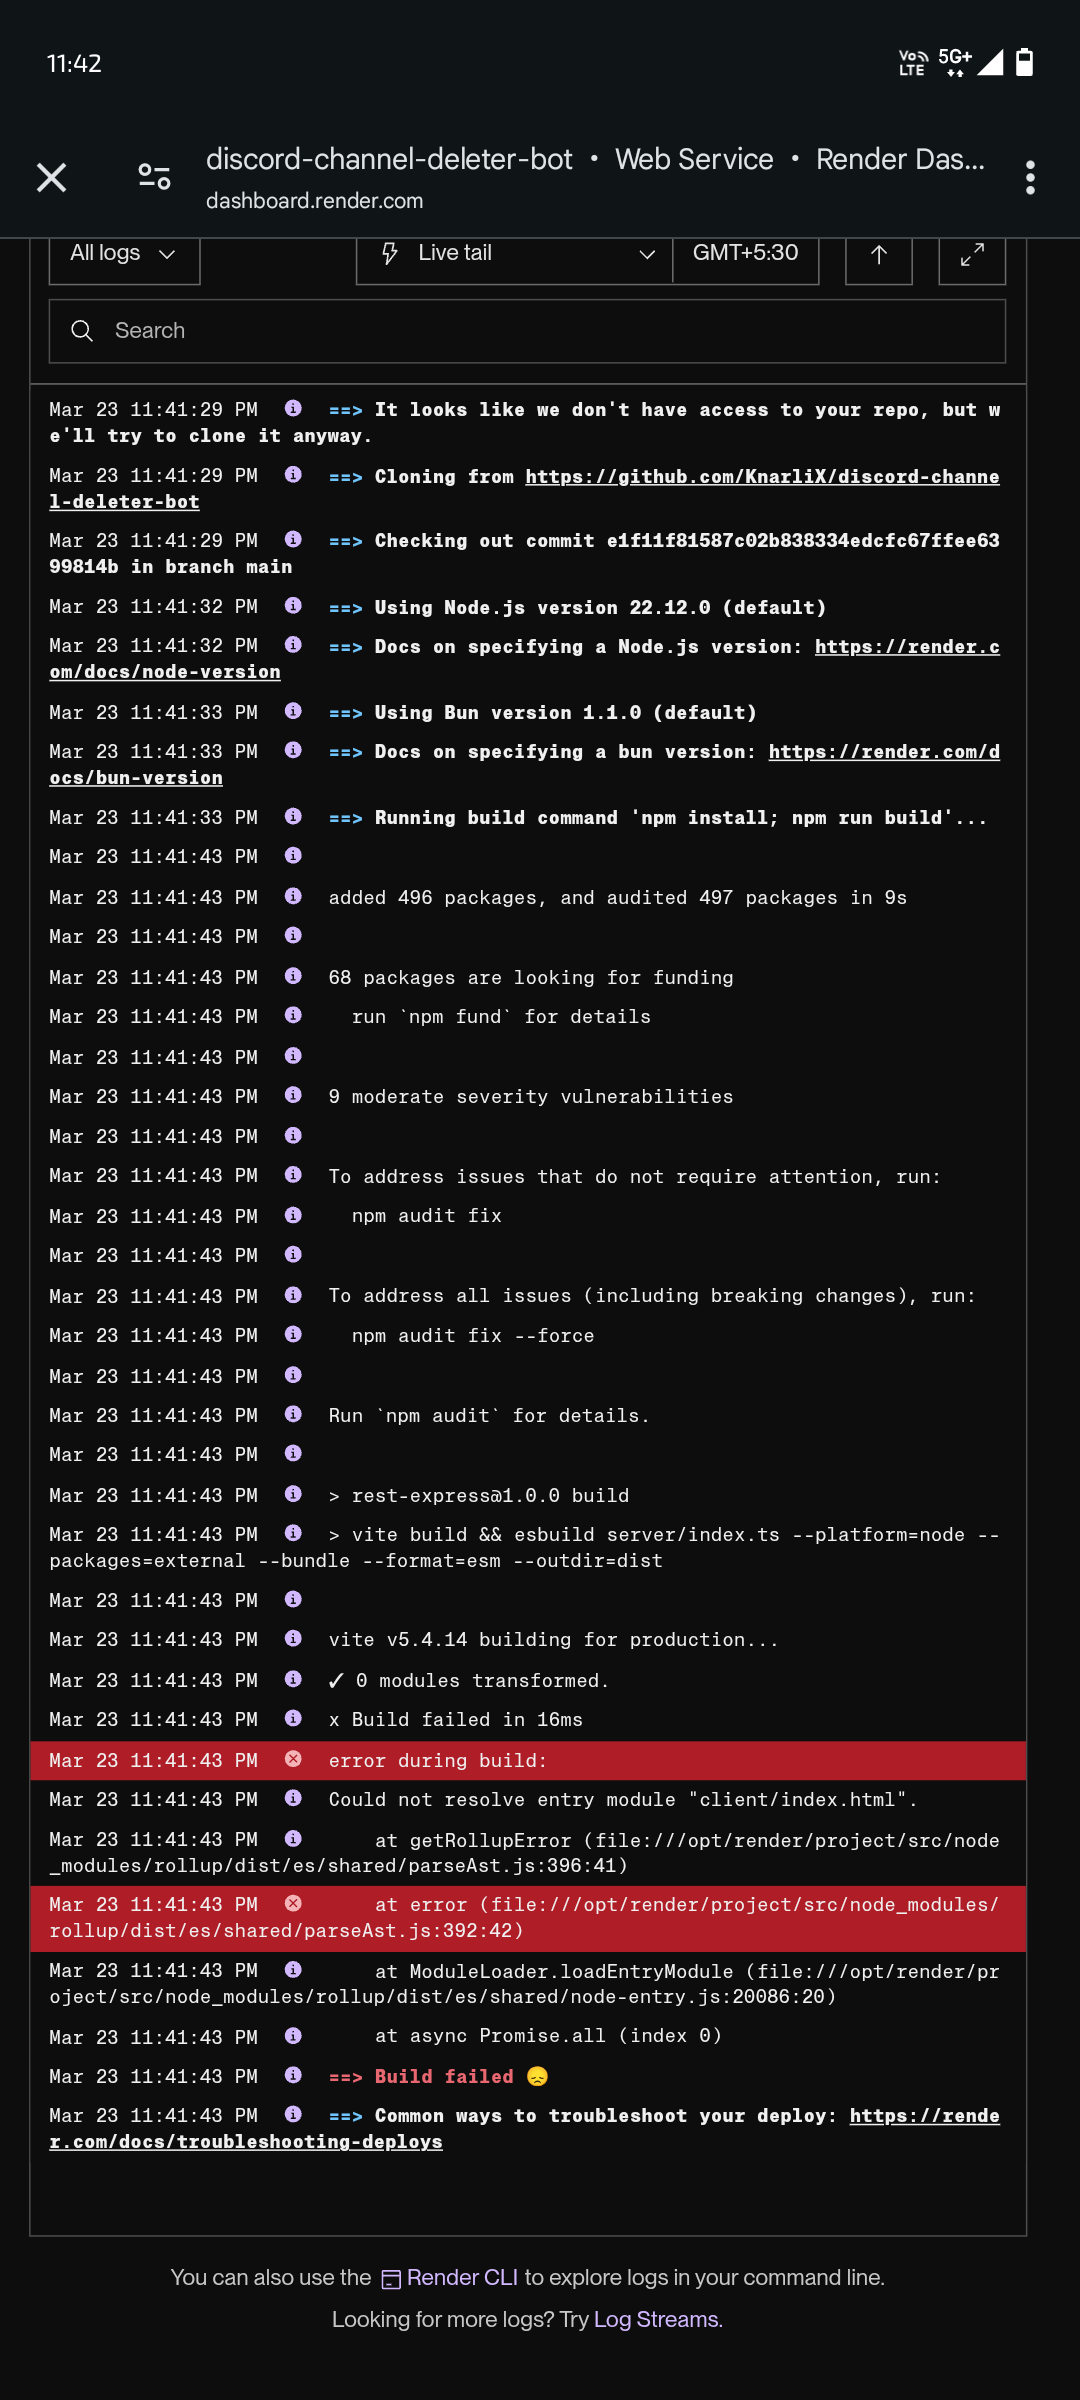 11:42
Vo LTE 5G+
discord-channel-deleter-bot • Web Service • Render Das...
dashboard.render.com
All logs Live tail GMT+5:30
Search
Mar 23 11:41:29 PM ==> It looks like we don't have access to your repo, but w
e'll try to clone it anyway.
Mar 23 11:41:29 PM ==> Cloning from https://github.com/KnarliX/discord-channe
l-deleter-bot
Mar 23 11:41:29 PM ==> Checking out commit e1f11f81587c02b838334edcfc67ffee63
99814b in branch main
Mar 23 11:41:32 PM ==> Using Node.js version 22.12.0 (default)
Mar 23 11:41:32 PM ==> Docs on specifying a Node.js version: https://render.c
om/docs/node-version
Mar 23 11:41:33 PM ==> Using Bun version 1.1.0 (default)
Mar 23 11:41:33 PM ==> Docs on specifying a bun version: https://render.com/d
ocs/bun-version
Mar 23 11:41:33 PM ==> Running build command 'npm install; npm run build'...
Mar 23 11:41:43 PM
Mar 23 11:41:43 PM added 496 packages, and audited 497 packages in 9s
Mar 23 11:41:43 PM
Mar 23 11:41:43 PM 68 packages are looking for funding
Mar 23 11:41:43 PM run `npm fund` for details
Mar 23 11:41:43 PM
Mar 23 11:41:43 PM 9 moderate severity vulnerabilities
Mar 23 11:41:43 PM
Mar 23 11:41:43 PM To address issues that do not require attention, run:
Mar 23 11:41:43 PM npm audit fix
Mar 23 11:41:43 PM
Mar 23 11:41:43 PM To address all issues (including breaking changes), run:
Mar 23 11:41:43 PM npm audit fix --force
Mar 23 11:41:43 PM
Mar 23 11:41:43 PM Run `npm audit` for details.
Mar 23 11:41:43 PM
Mar 23 11:41:43 PM > rest-express@1.0.0 build
Mar 23 11:41:43 PM > vite build && esbuild server/index.ts --platform=node --
packages=external --bundle --format=esm --outdir=dist
Mar 23 11:41:43 PM
Mar 23 11:41:43 PM vite v5.4.14 building for production...
Mar 23 11:41:43 PM ✓ 0 modules transformed.
Mar 23 11:41:43 PM x Build failed in 16ms
Mar 23 11:41:43 PM error during build:
Mar 23 11:41:43 PM Could not resolve entry module "client/index.html".
Mar 23 11:41:43 PM at getRollupError (file:///opt/render/project/src/node
_modules/rollup/dist/es/shared/parseAst.js:396:41)
Mar 23 11:41:43 PM at error (file:///opt/render/project/src/node_modules/
rollup/dist/es/shared/parseAst.js:392:42)
Mar 23 11:41:43 PM at ModuleLoader.loadEntryModule (file:///opt/render/pr
oject/src/node_modules/rollup/dist/es/shared/node-entry.js:20086:20)
Mar 23 11:41:43 PM at async Promise.all (index 0)
Mar 23 11:41:43 PM ==> Build failed 😞
Mar 23 11:41:43 PM ==> Common ways to troubleshoot your deploy: https://rende
r.com/docs/troubleshooting-deploys
You can also use the Render CLI to explore logs in your command line.
Looking for more logs? Try Log Streams.